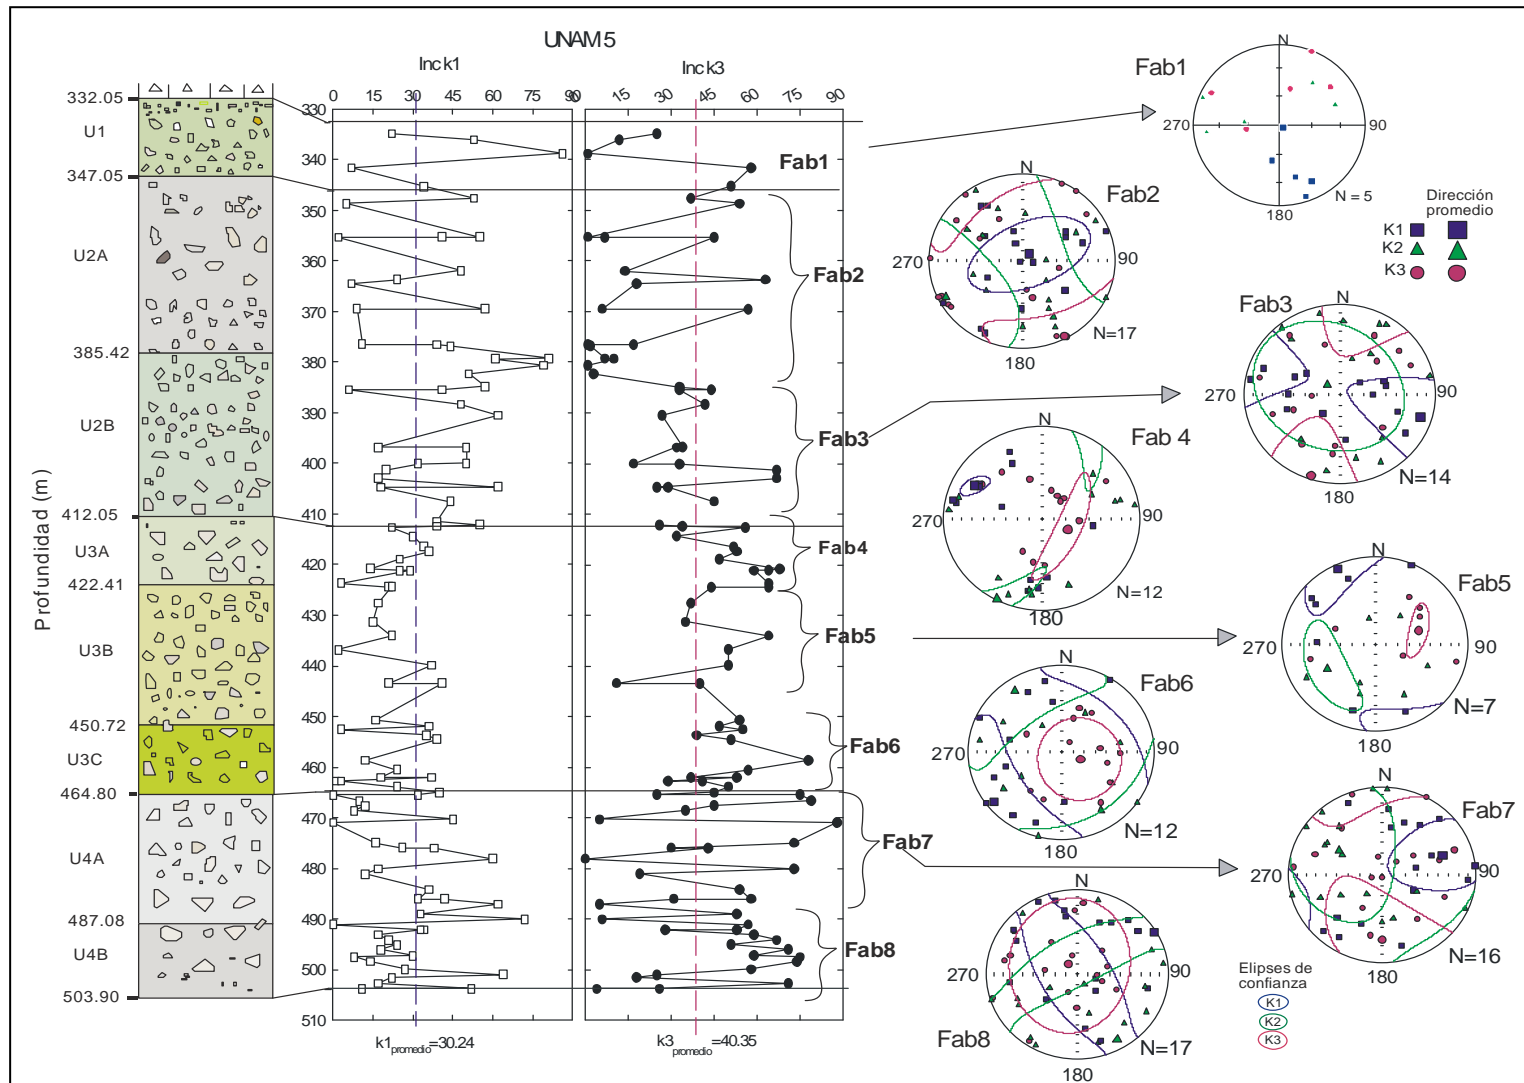 UNAM5
Inc k1
Inc k3
0 15 30 45 60 75 90
15 30 45 60 75 90
Profundidad (m)
332.05
U1
347.05
U2A
385.42
U2B
412.05
U3A
422.41
U3B
450.72
U3C
464.80
U4A
487.08
U4B
503.90
330
340
350
360
370
380
390
400
410
420
430
440
450
460
470
480
490
500
510
k1promedio=30.24
k3promedio=40.35
Fab1
Fab2
Fab3
Fab4
Fab5
Fab6
Fab7
Fab8
Fab1
N
270
90
180
N = 5
Fab2
N
270
90
180
N=17
Dirección
promedio
K1
K2
K3
Fab3
N
270
90
180
N=14
Fab 4
270
90
180
N=12
Fab5
N
270
90
180
N=7
Fab6
N
270
90
180
N=12
Fab7
N
270
90
180
N=16
Fab8
N
270
90
180
N=17
Elipses de
confianza
K1
K2
K3